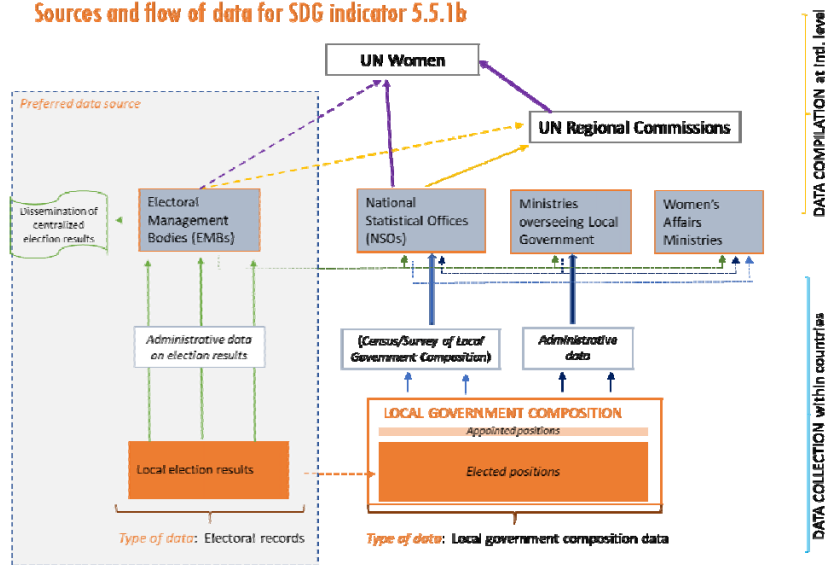 Sources and flow of data for SDG indicator 5.5.1b
UN Women
Preferred data source
UN Regional Commissions
DATA COMPILATION at intl. level
Dissemination of
centralized
election results
Electoral
Management
Bodies (EMBs)
National
Statistical Offices
(NSOs)
Ministries
overseeing Local
Government
Women's
Affairs
Ministries
Administrative data
on election results
(Census/Survey of Local
Government Composition)
Administrative
data
DATA COLLECTION within countries
LOCAL GOVERNMENT COMPOSITION
Appointed positions
Local election results
Elected positions
Type of data: Electoral records
Type of data: Local government composition data